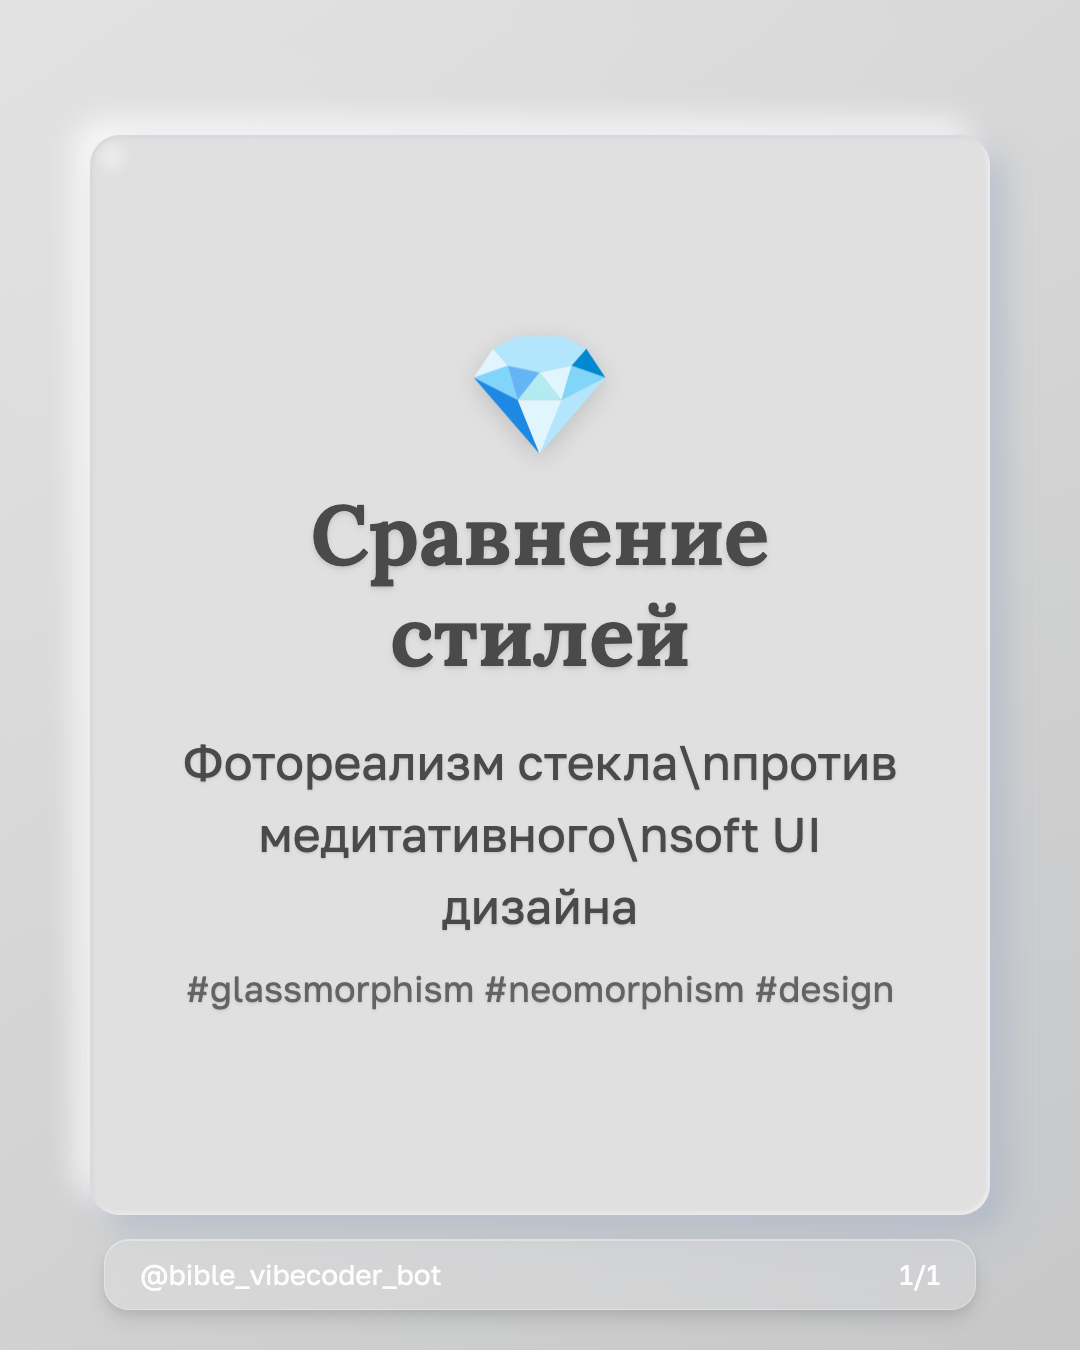 Сравнение
стилей
Фотореализм стекла\nпротив
медитативного\nsoft UI
дизайна
#glassmorphism #neomorphism #design
@bible_vibecoder_bot 1/1